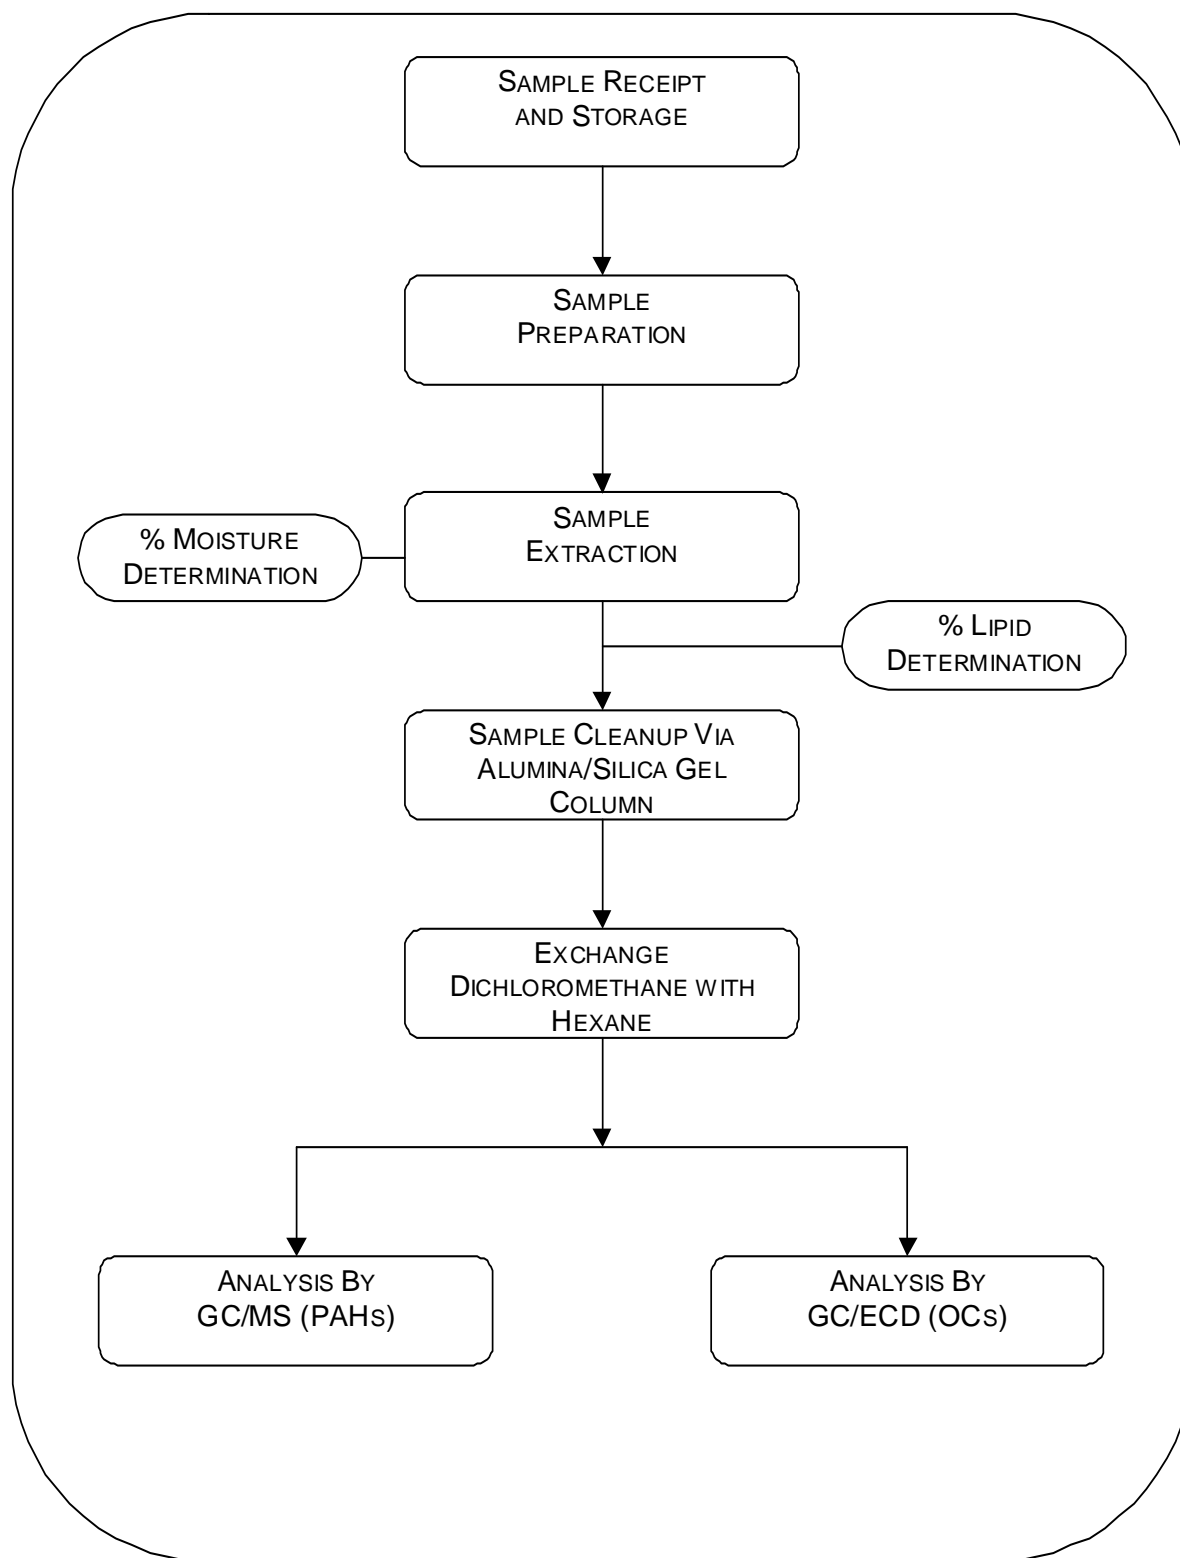 SAMPLE RECEIPT
AND STORAGE
SAMPLE
PREPARATION
SAMPLE
EXTRACTION
% MOISTURE
DETERMINATION
% LIPID
DETERMINATION
SAMPLE CLEANUP VIA
ALUMINA/SILICA GEL
COLUMN
EXCHANGE
DICHLOROMETHANE WITH
HEXANE
ANALYSIS BY
GC/MS (PAHS)
ANALYSIS BY
GC/ECD (OCS)